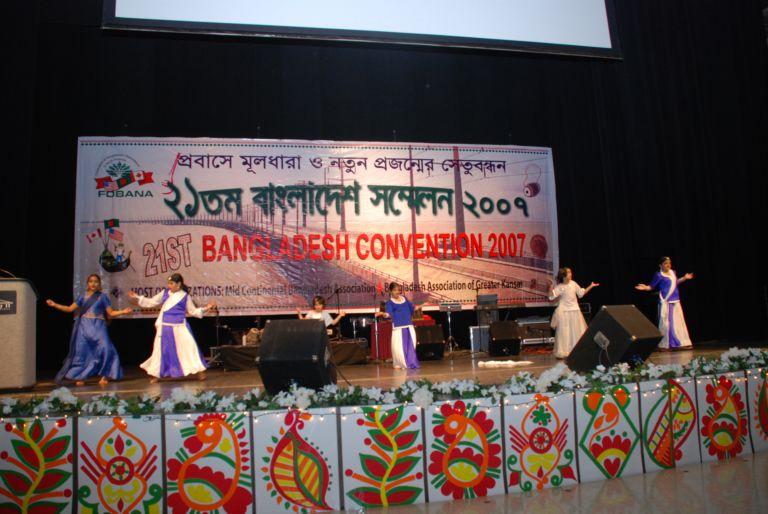 প্রবাসে মূলধারা ও নতুন প্রজন্মের সেতুবন্ধন
FOBANA
২১তম বাংলাদেশ সম্মেলন ২০০৭
21ST BANGLADESH CONVENTION 2007
HOST ORGANIZATIONS: Mid Continental Bangladesh Association & Bangladesh Association of Greater Kansas